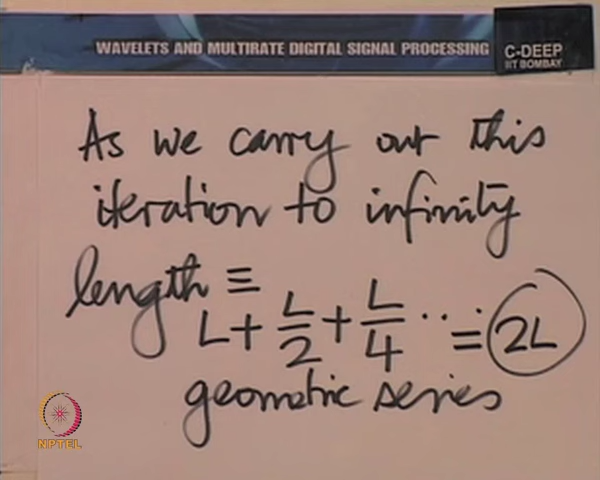 WAVELETS AND MULTIRATE DIGITAL SIGNAL PROCESSING
C-DEEP
IIT BOMBAY
As we carry out this
iteration to infinity
length ≡
L + L/2 + L/4 ... = 2L
geometric series
NPTEL